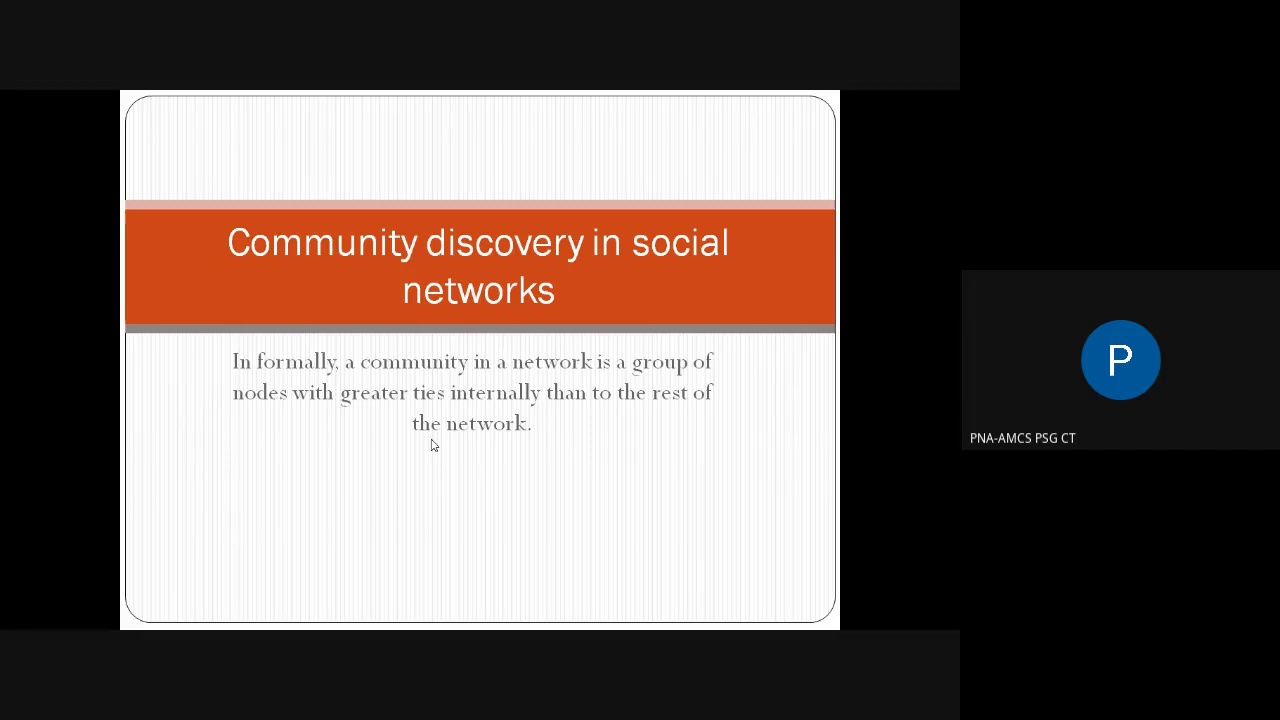 Community discovery in social
networks
In formally, a community in a network is a group of
nodes with greater ties internally than to the rest of
the network.
P
PNA-AMCS PSG CT